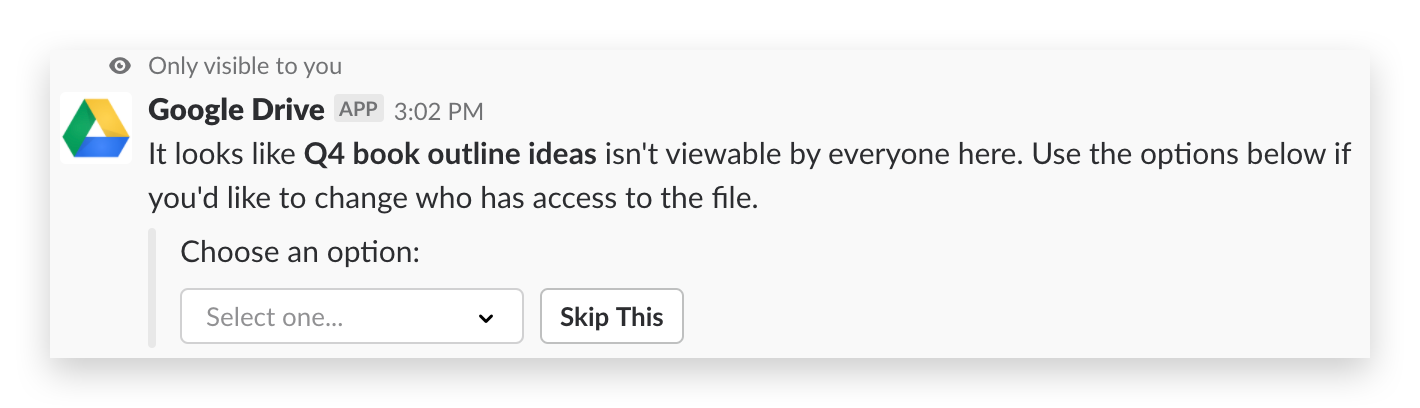 Only visible to you
Google Drive APP 3:02 PM
It looks like Q4 book outline ideas isn't viewable by everyone here. Use the options below if
you'd like to change who has access to the file.
Choose an option:
Select one... Skip This